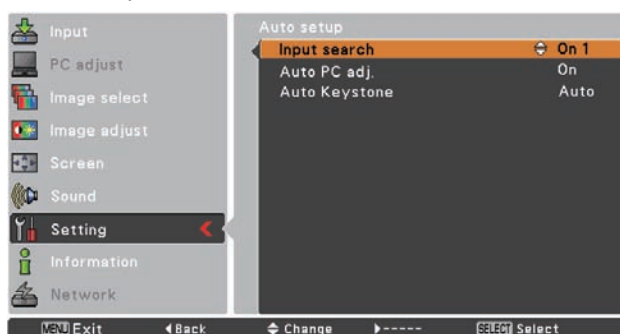 Input
PC adjust
Image select
Image adjust
Screen
Sound
Setting
Information
Network
Auto setup
Input search On 1
Auto PC adj. On
Auto Keystone Auto
MENU Exit Back Change ----- SELECT Select